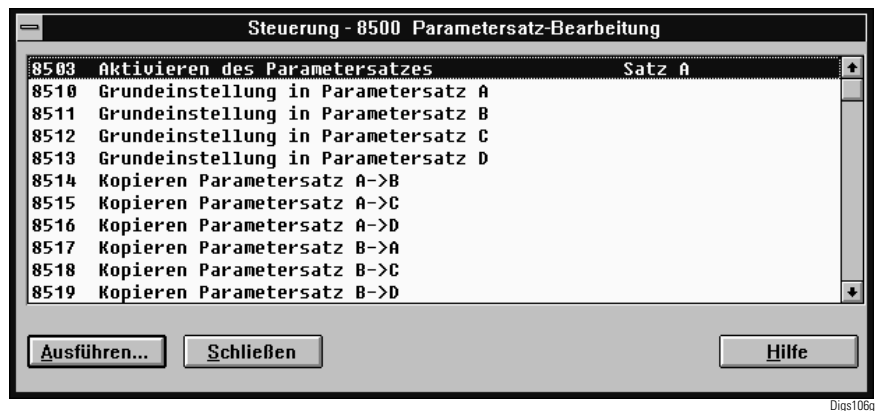 Steuerung - 8500 Parametersatz-Bearbeitung
8503 Aktivieren des Parametersatzes Satz A
8510 Grundeinstellung in Parametersatz A
8511 Grundeinstellung in Parametersatz B
8512 Grundeinstellung in Parametersatz C
8513 Grundeinstellung in Parametersatz D
8514 Kopieren Parametersatz A->B
8515 Kopieren Parametersatz A->C
8516 Kopieren Parametersatz A->D
8517 Kopieren Parametersatz B->A
8518 Kopieren Parametersatz B->C
8519 Kopieren Parametersatz B->D
Ausführen... Schließen Hilfe
Digs106g